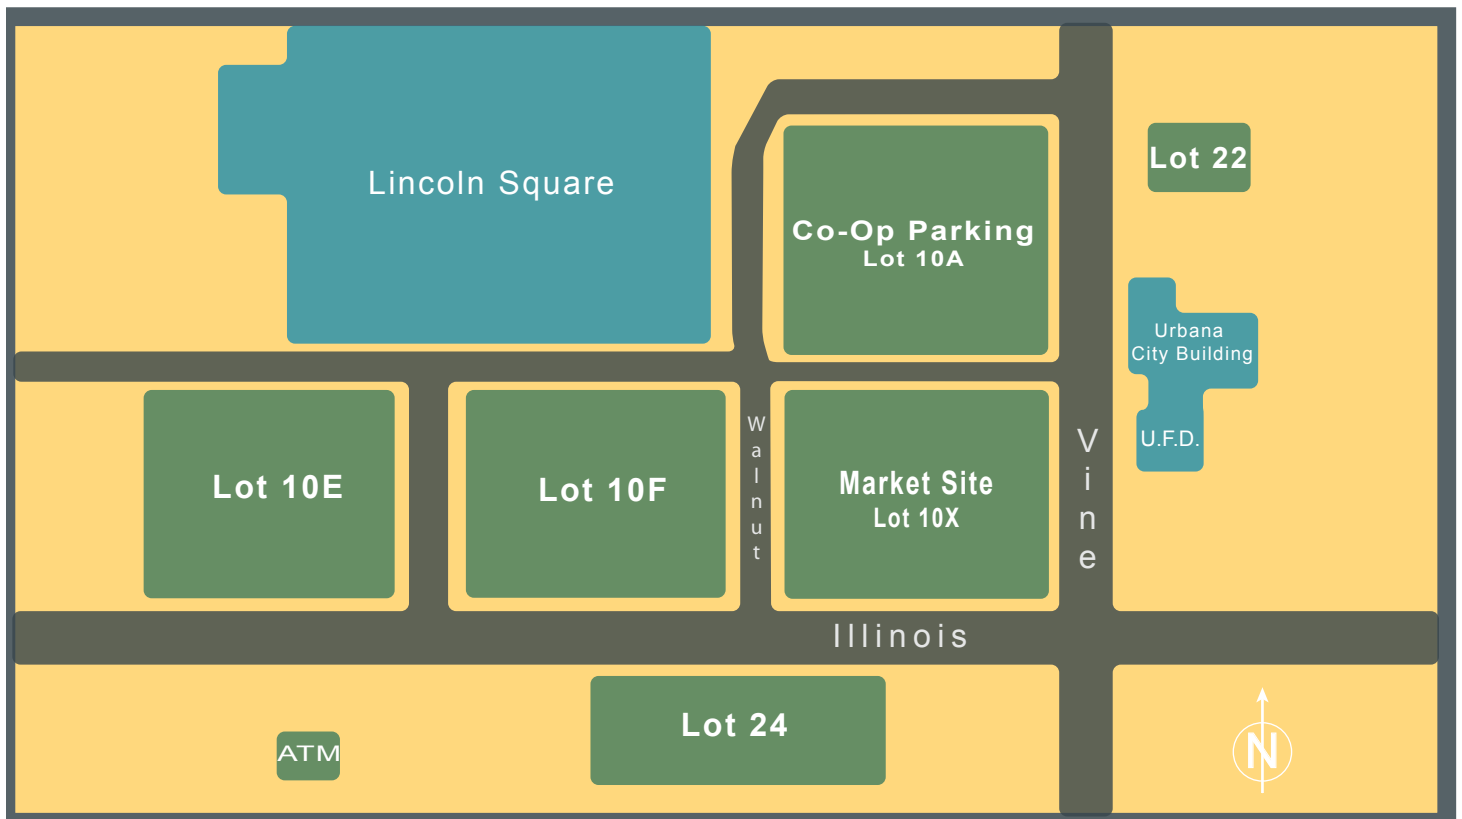 Lincoln Square
Lot 22
Co-Op Parking
Lot 10A
Urbana
City Building
U.F.D.
Lot 10E
Lot 10F
Walnut
Market Site
Lot 10X
Vine
Illinois
Lot 24
ATM
N